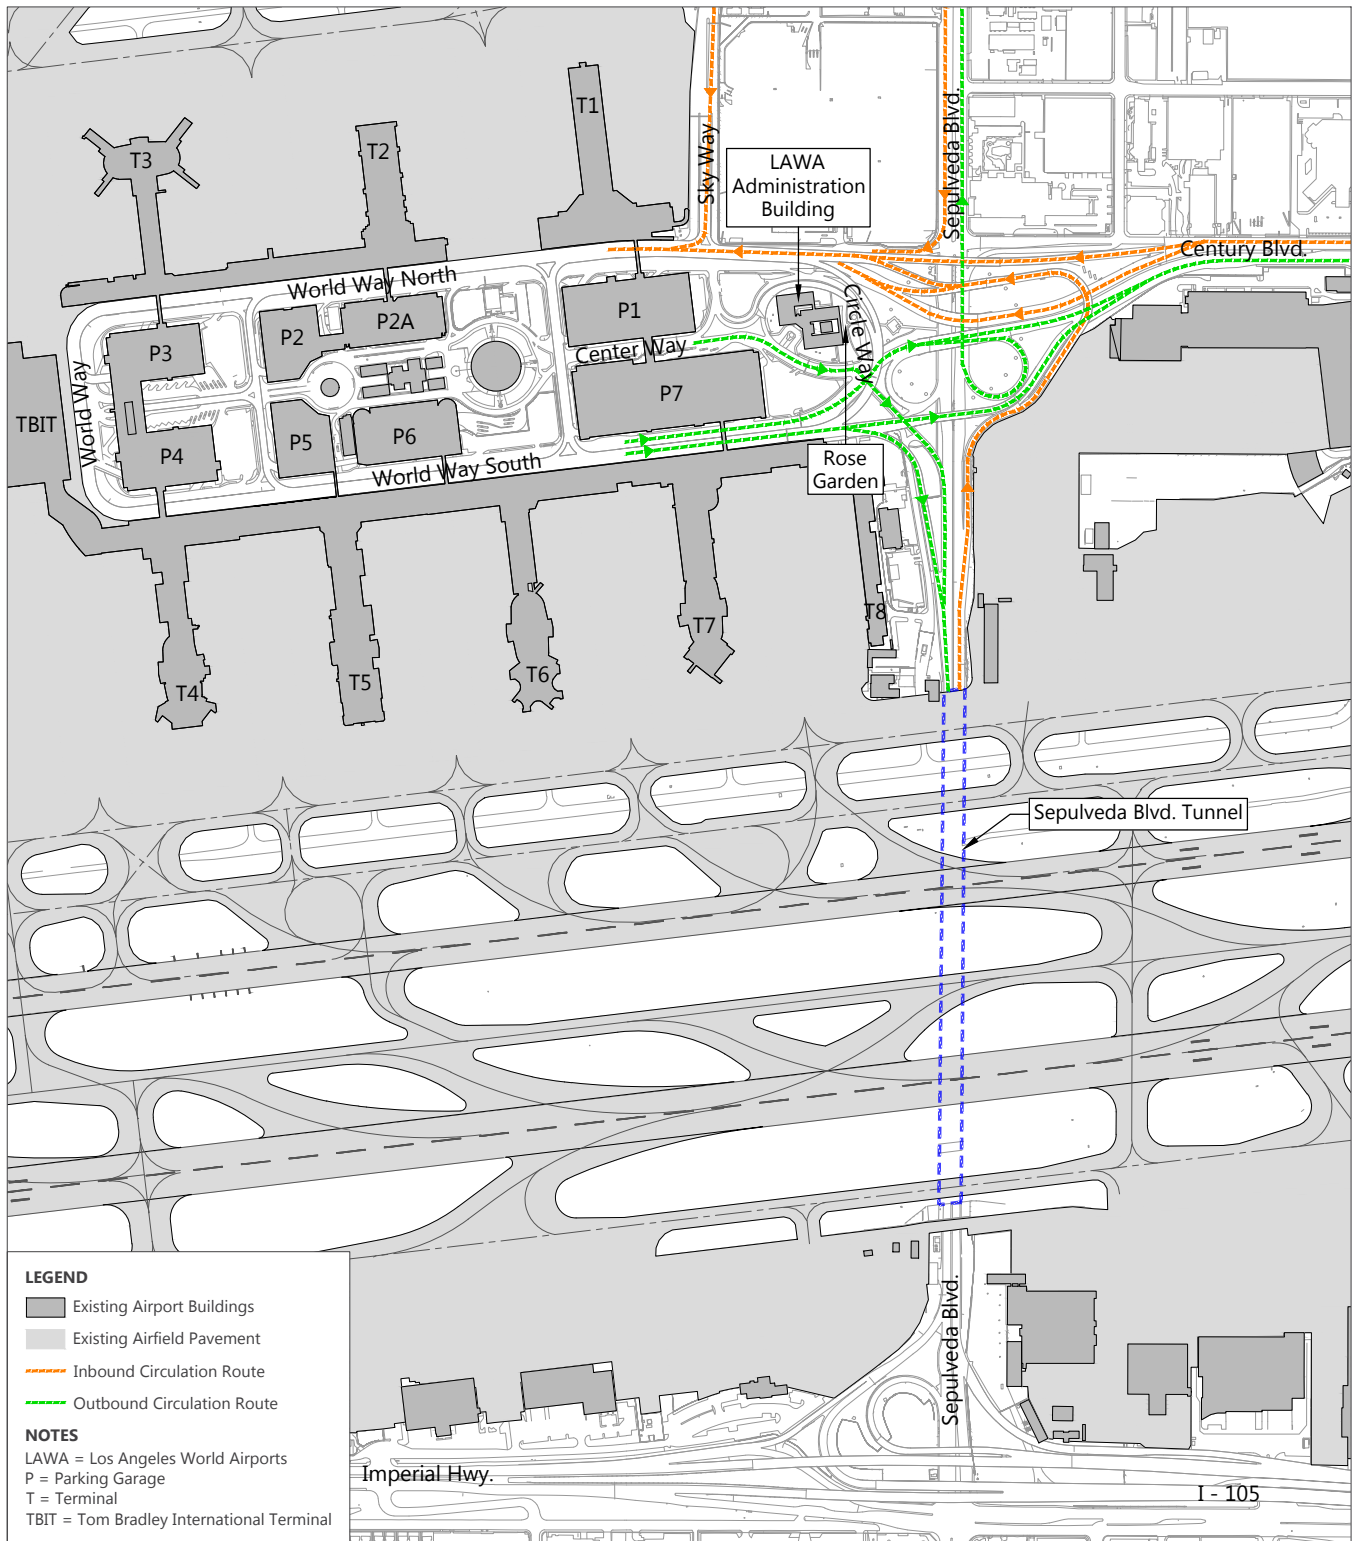 T1
T2
T3
Sky Way
Sepulveda Blvd.
LAWA
Administration
Building
Century Blvd.
World Way North
P1
P2A
P2
P3
Circle Way
Center Way
P7
World Way
TBIT
P5
P6
P4
World Way South
Rose
Garden
T8
T7
T6
T5
T4
Sepulveda Blvd. Tunnel
Sepulveda Blvd.
LEGEND
Existing Airport Buildings
Existing Airfield Pavement
Inbound Circulation Route
Outbound Circulation Route
NOTES
LAWA = Los Angeles World Airports
P = Parking Garage
T = Terminal
TBIT = Tom Bradley International Terminal
Imperial Hwy.
I - 105